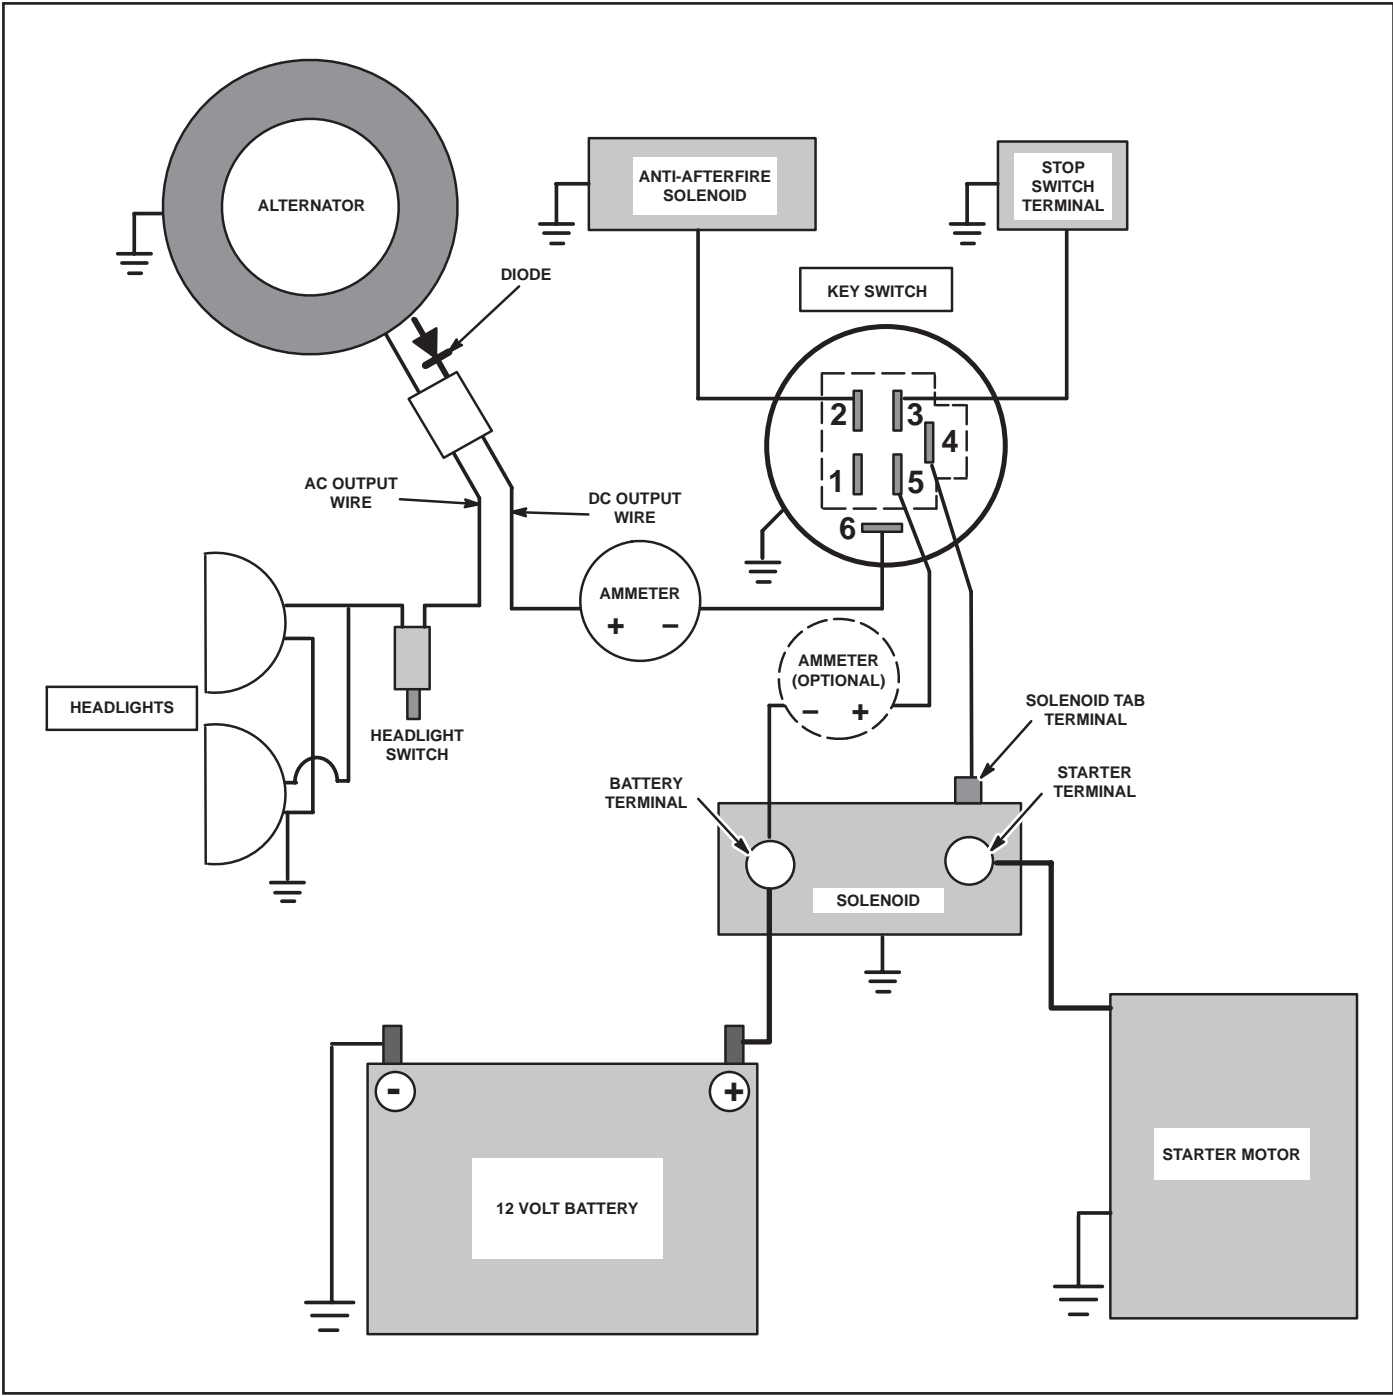 ALTERNATOR
ANTI-AFTERFIRE
SOLENOID
STOP
SWITCH
TERMINAL
DIODE
KEY SWITCH
2
3
4
1
5
6
AC OUTPUT
WIRE
DC OUTPUT
WIRE
AMMETER
+ −
AMMETER
(OPTIONAL)
− +
HEADLIGHTS
HEADLIGHT
SWITCH
SOLENOID TAB
TERMINAL
BATTERY
TERMINAL
STARTER
TERMINAL
SOLENOID
- +
12 VOLT BATTERY
STARTER MOTOR